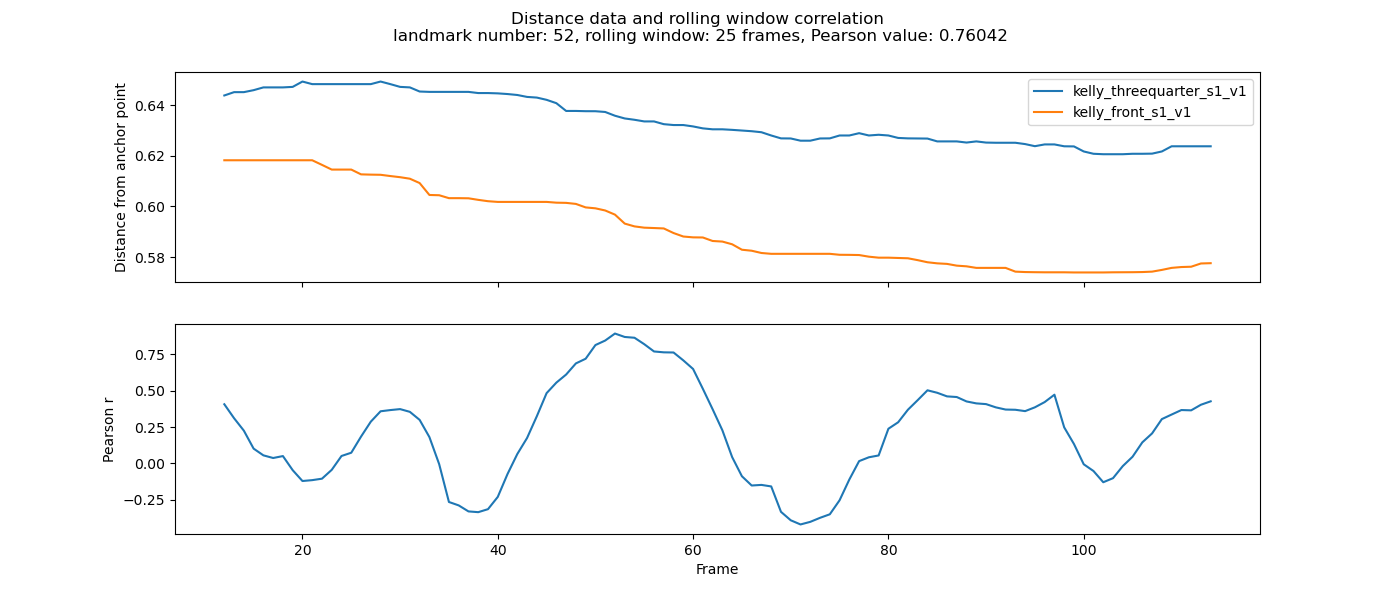 Distance data and rolling window correlation
landmark number: 52, rolling window: 25 frames, Pearson value: 0.76042
Distance from anchor point
0.64
0.62
0.60
0.58
kelly_threequarter_s1_v1
kelly_front_s1_v1
Pearson r
0.75
0.50
0.25
0.00
−0.25
20
40
60
80
100
Frame